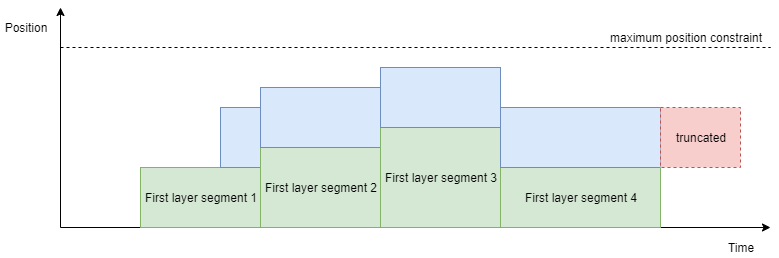 Position
maximum position constraint
truncated
First layer segment 1
First layer segment 2
First layer segment 3
First layer segment 4
Time